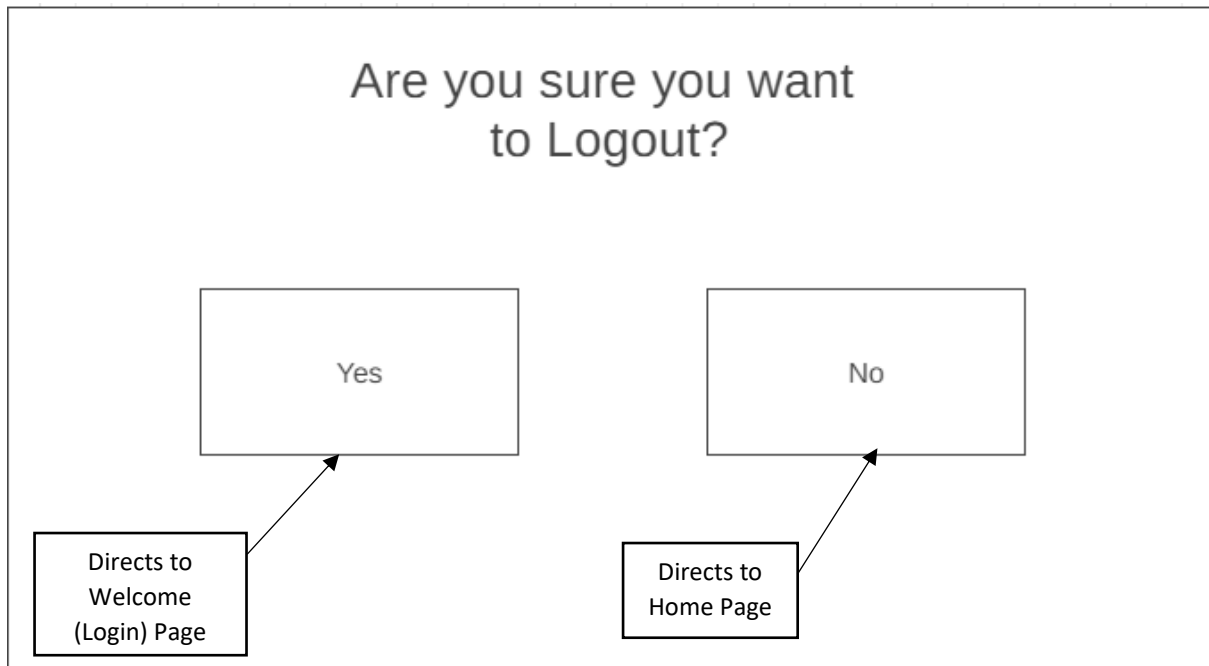 Are you sure you want
to Logout?
Yes
No
Directs to
Welcome
(Login) Page
Directs to
Home Page